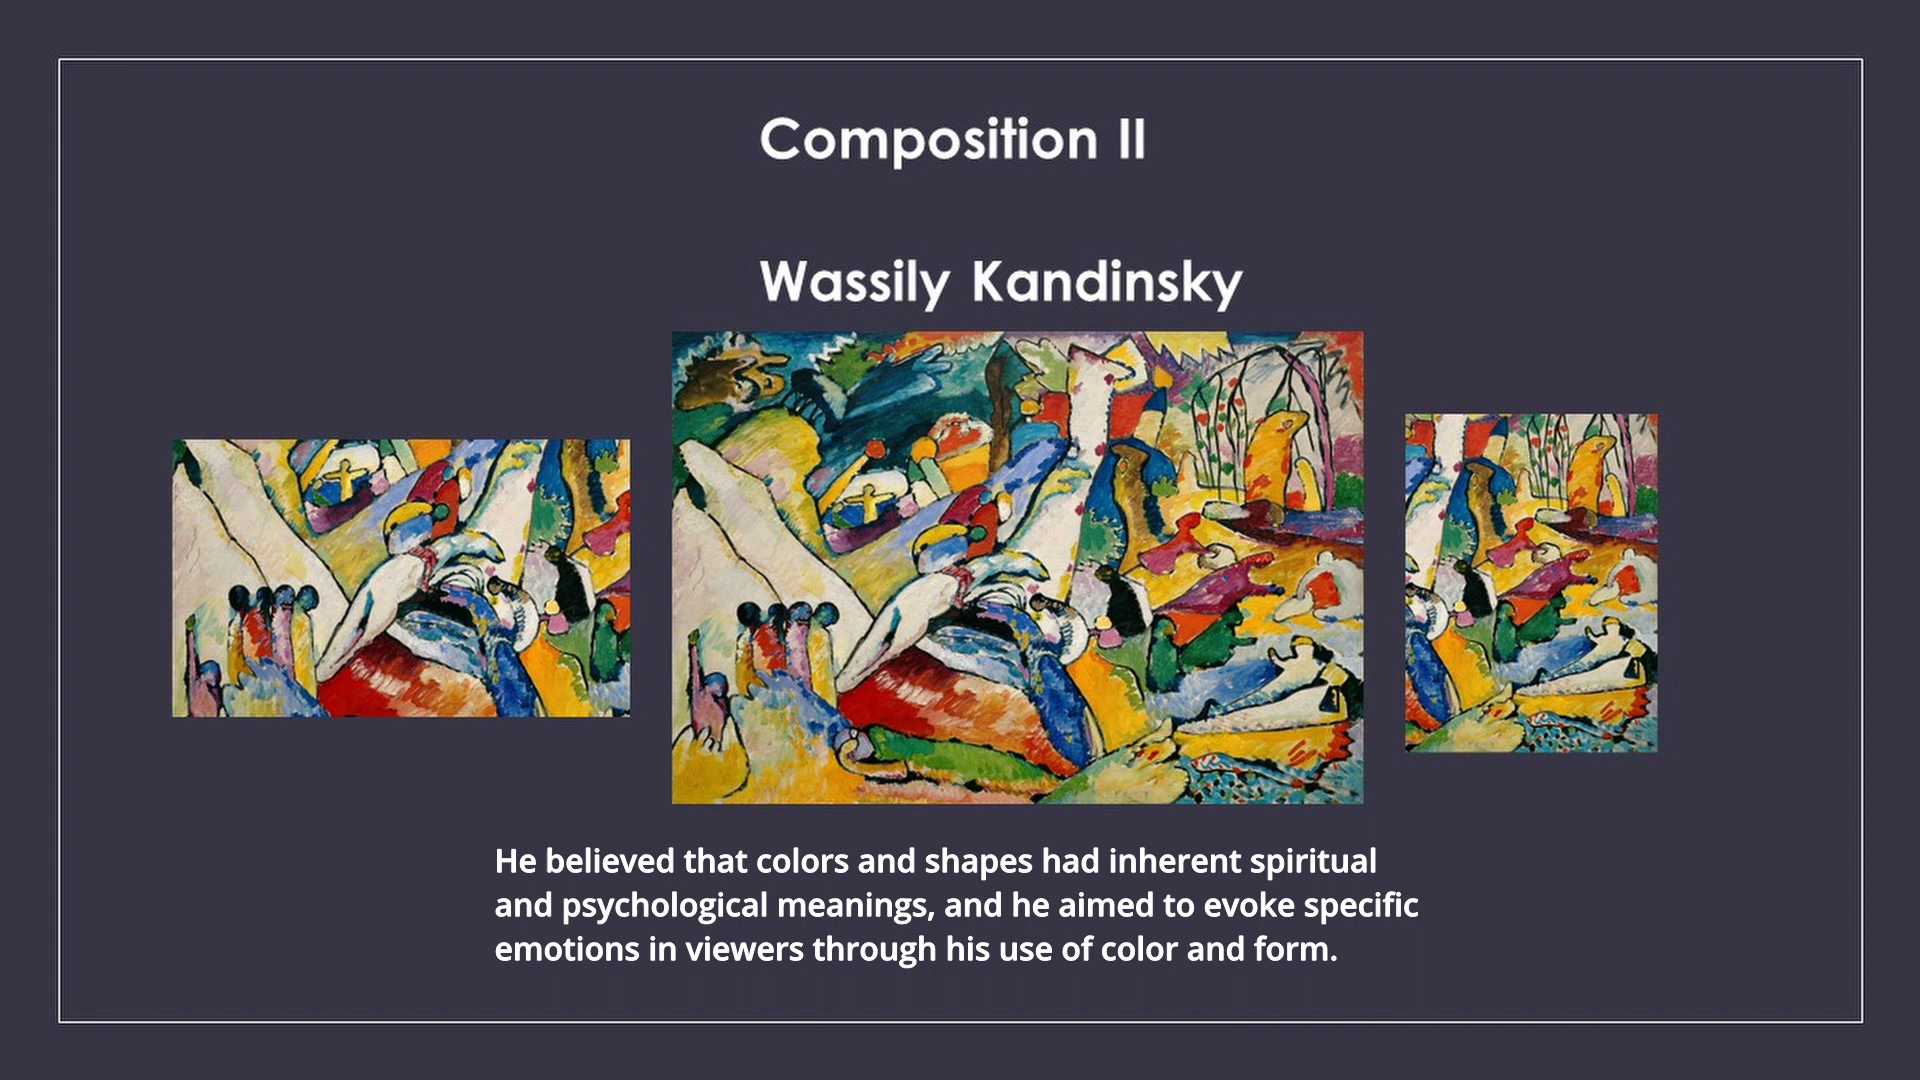 Composition II
Wassily Kandinsky
He believed that colors and shapes had inherent spiritual
and psychological meanings, and he aimed to evoke specific
emotions in viewers through his use of color and form.